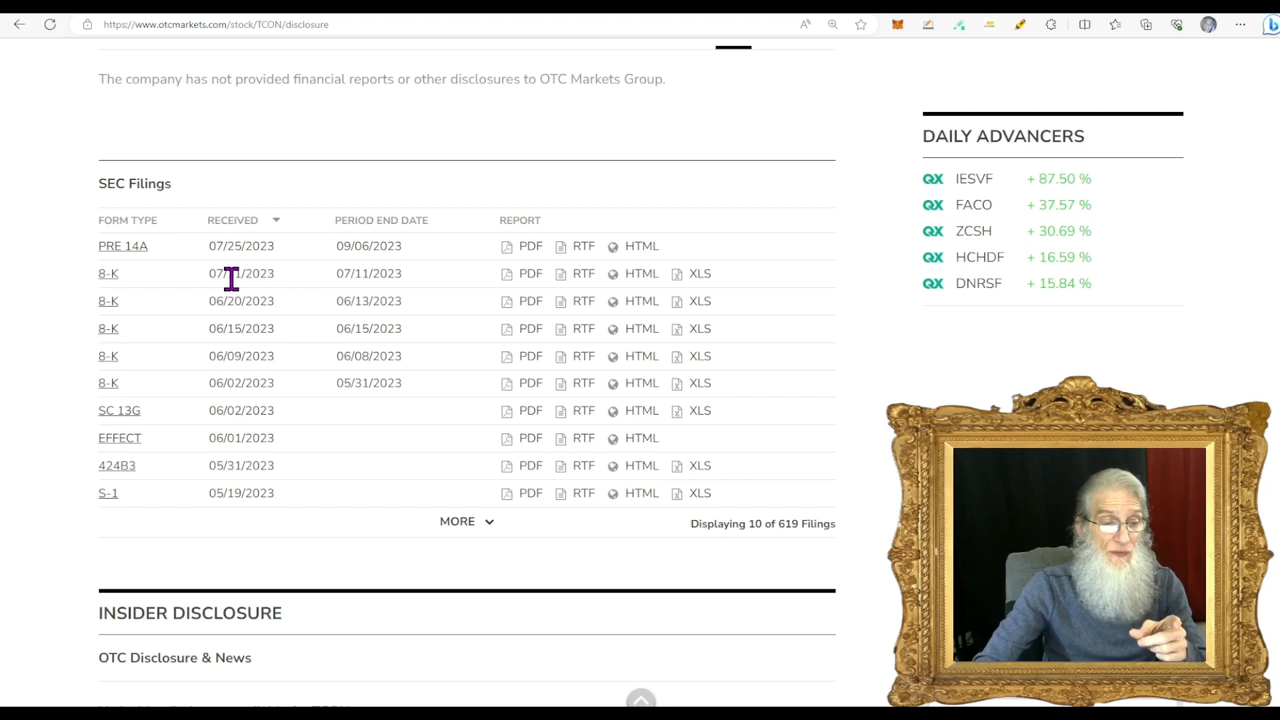 https://www.otcmarkets.com/stock/TCON/disclosure
The company has not provided financial reports or other disclosures to OTC Markets Group.
SEC Filings
FORM TYPE RECEIVED PERIOD END DATE REPORT
PRE 14A 07/25/2023 09/06/2023 PDF RTF HTML
8-K 07/11/2023 PDF RTF HTML XLS
8-K 06/20/2023 06/13/2023 PDF RTF HTML XLS
8-K 06/15/2023 06/15/2023 PDF RTF HTML XLS
8-K 06/09/2023 06/08/2023 PDF RTF HTML XLS
8-K 06/02/2023 05/31/2023 PDF RTF HTML XLS
SC 13G 06/02/2023 PDF RTF HTML XLS
EFFECT 06/01/2023 PDF RTF HTML
424B3 05/31/2023 PDF RTF HTML XLS
S-1 05/19/2023 PDF RTF HTML XLS
MORE Displaying 10 of 619 Filings
INSIDER DISCLOSURE
OTC Disclosure & News
DAILY ADVANCERS
QX IESVF + 87.50 %
QX FACO + 37.57 %
QX ZCSH + 30.69 %
QX HCHDF + 16.59 %
QX DNRSF + 15.84 %